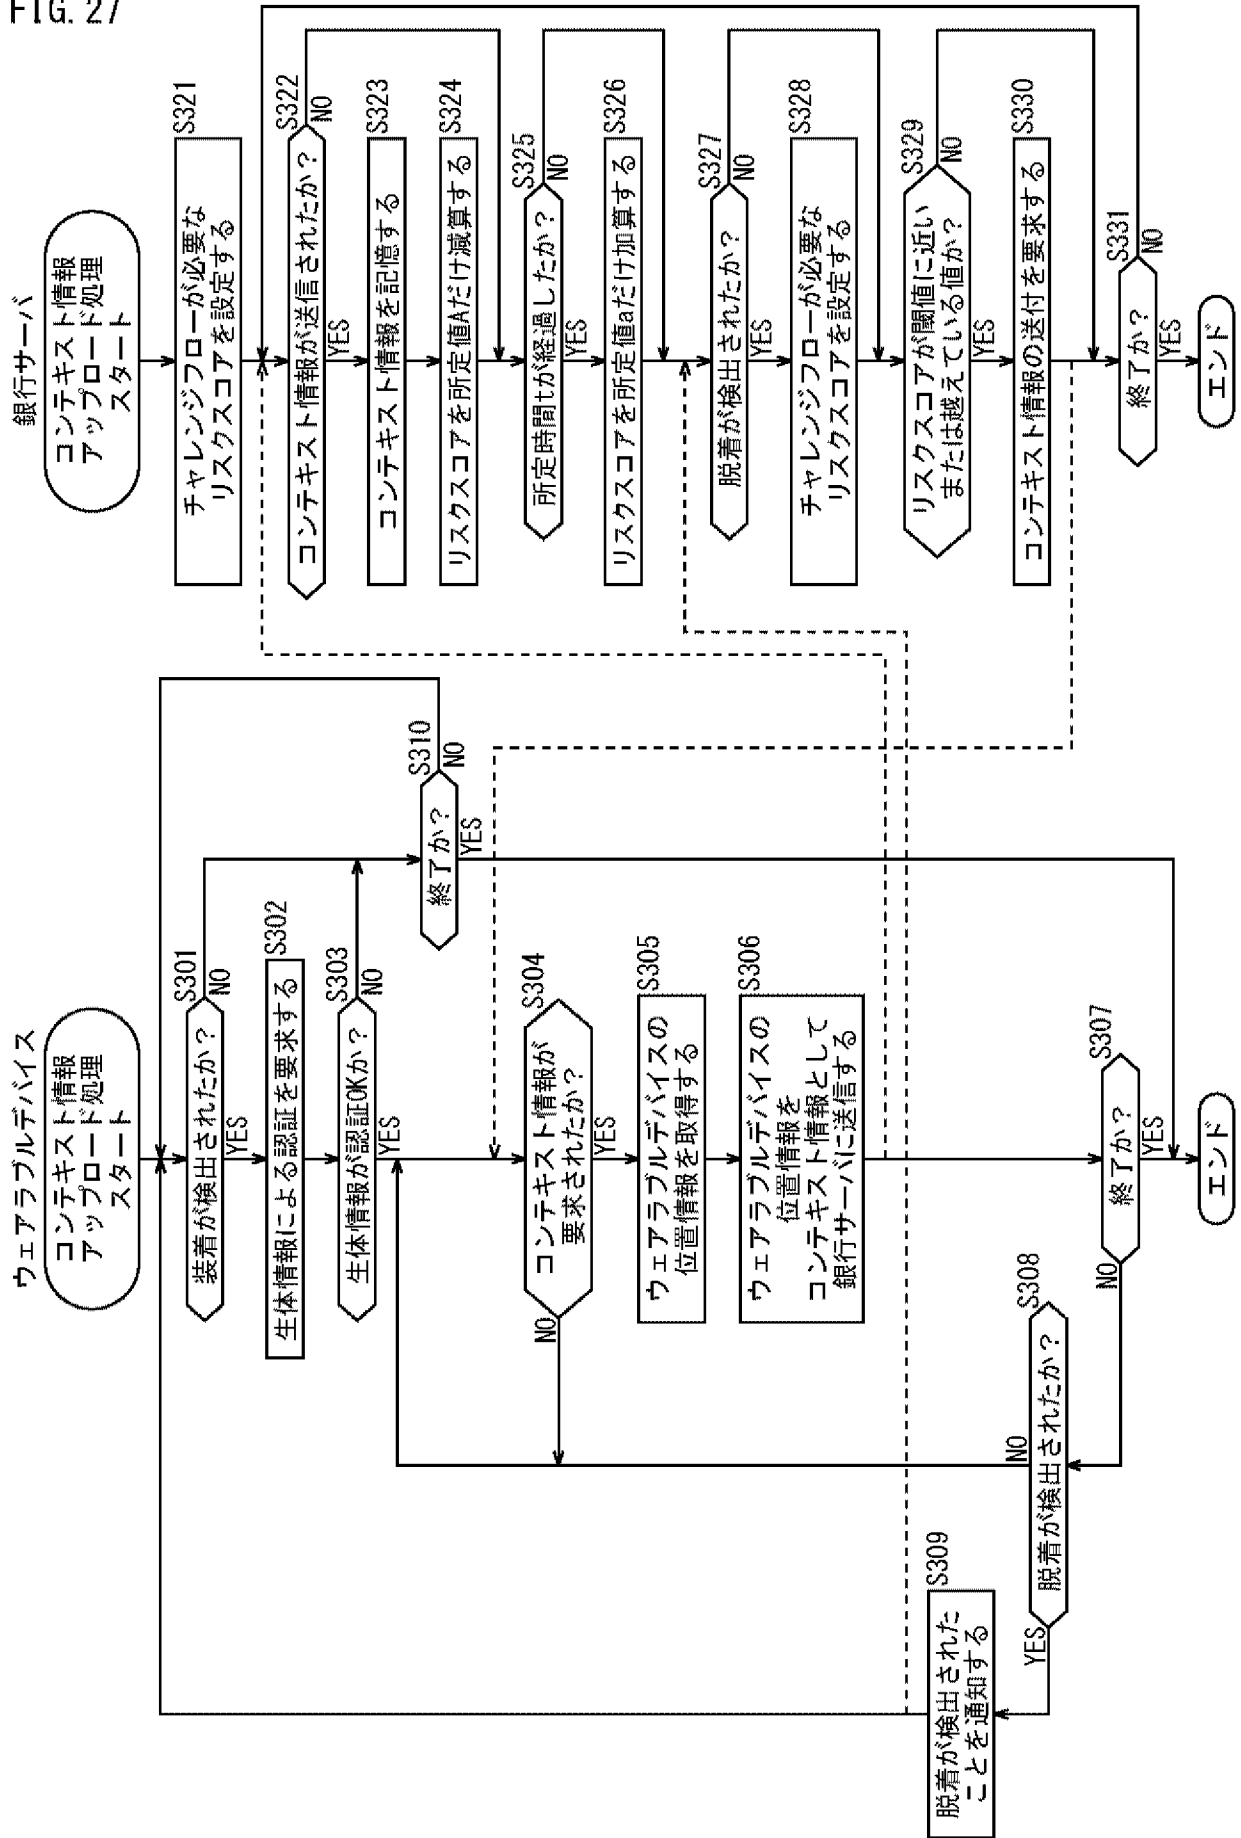 FIG. 27
ウェアラブルデバイス
コンテキスト情報
アップロード処理
スタート
装着が検出されたか？
S301
NO
YES
生体情報による認証を要求する
S302
生体情報が認証OKか？
S303
NO
YES
コンテキスト情報が
要求されたか？
S304
NO
YES
ウェアラブルデバイスの
位置情報を取得する
S305
ウェアラブルデバイスの
位置情報を
コンテキスト情報として
銀行サーバに送信する
S306
終了か？
S307
NO
YES
エンド
脱着が検出されたか？
S308
NO
YES
脱着が検出された
ことを通知する
S309
終了か？
S310
NO
YES
銀行サーバ
コンテキスト情報
アップロード処理
スタート
チャレンジフローが必要な
リスクスコアを設定する
S321
コンテキスト情報が送信されたか？
S322
NO
YES
コンテキスト情報を記憶する
S323
リスクスコアを所定値Aだけ減算する
S324
所定時間tが経過したか？
S325
NO
YES
リスクスコアを所定値aだけ加算する
S326
脱着が検出されたか？
S327
NO
YES
チャレンジフローが必要な
リスクスコアを設定する
S328
リスクスコアが閾値に近い
または越えている値か？
S329
NO
YES
コンテキスト情報の送付を要求する
S330
終了か？
S331
NO
YES
エンド